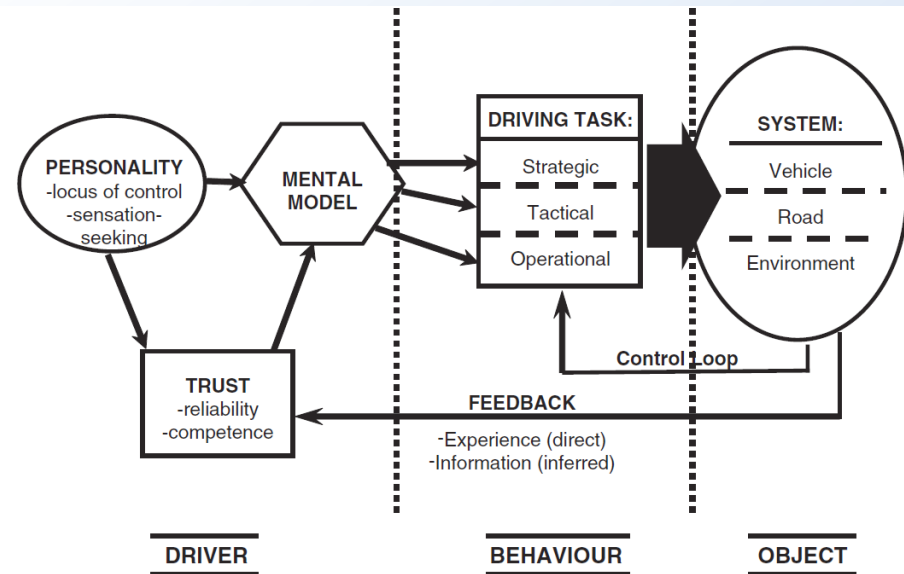 PERSONALITY
-locus of control
-sensation-
seeking
MENTAL
MODEL
TRUST
-reliability
-competence
DRIVING TASK:
Strategic
Tactical
Operational
SYSTEM:
Vehicle
Road
Environment
Control Loop
FEEDBACK
-Experience (direct)
-Information (inferred)
DRIVER
BEHAVIOUR
OBJECT